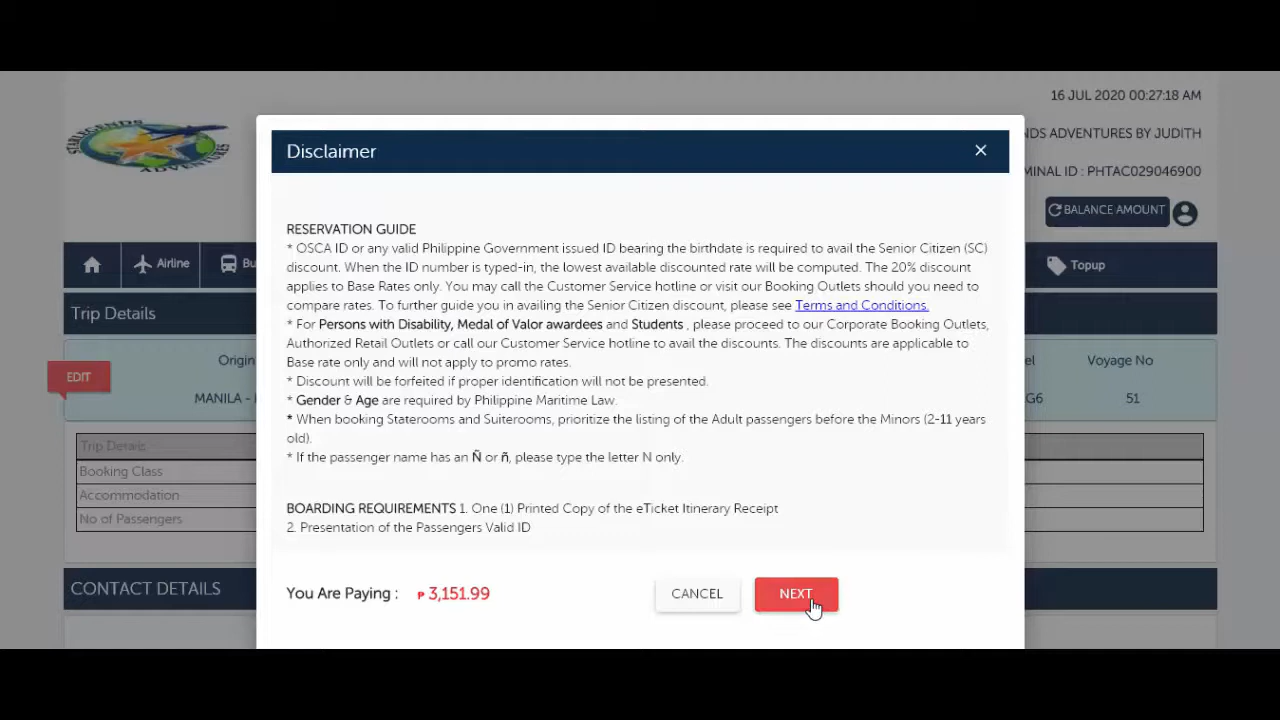 16 JUL 2020 00:27:18 AM
STARLEGENDS
ADVENTURES
NDS ADVENTURES BY JUDITH
MINAL ID : PHTAC029046900
BALANCE AMOUNT
Airline
Bu
Topup
Trip Details
Origin
Voyage No
EDIT
MANILA -
G6
51
Trip Details
Booking Class
Accommodation
No of Passengers
CONTACT DETAILS
Disclaimer
RESERVATION GUIDE
* OSCA ID or any valid Philippine Government issued ID bearing the birthdate is required to avail the Senior Citizen (SC)
discount. When the ID number is typed-in, the lowest available discounted rate will be computed. The 20% discount
applies to Base Rates only. You may call the Customer Service hotline or visit our Booking Outlets should you need to
compare rates. To further guide you in availing the Senior Citizen discount, please see Terms and Conditions.
* For Persons with Disability, Medal of Valor awardees and Students , please proceed to our Corporate Booking Outlets,
Authorized Retail Outlets or call our Customer Service hotline to avail the discounts. The discounts are applicable to
Base rate only and will not apply to promo rates.
* Discount will be forfeited if proper identification will not be presented.
* Gender & Age are required by Philippine Maritime Law.
* When booking Staterooms and Suiterooms, prioritize the listing of the Adult passengers before the Minors (2-11 years
old).
* If the passenger name has an Ñ or ñ, please type the letter N only.
BOARDING REQUIREMENTS 1. One (1) Printed Copy of the eTicket Itinerary Receipt
2. Presentation of the Passengers Valid ID
You Are Paying : ₱ 3,151.99
CANCEL
NEXT